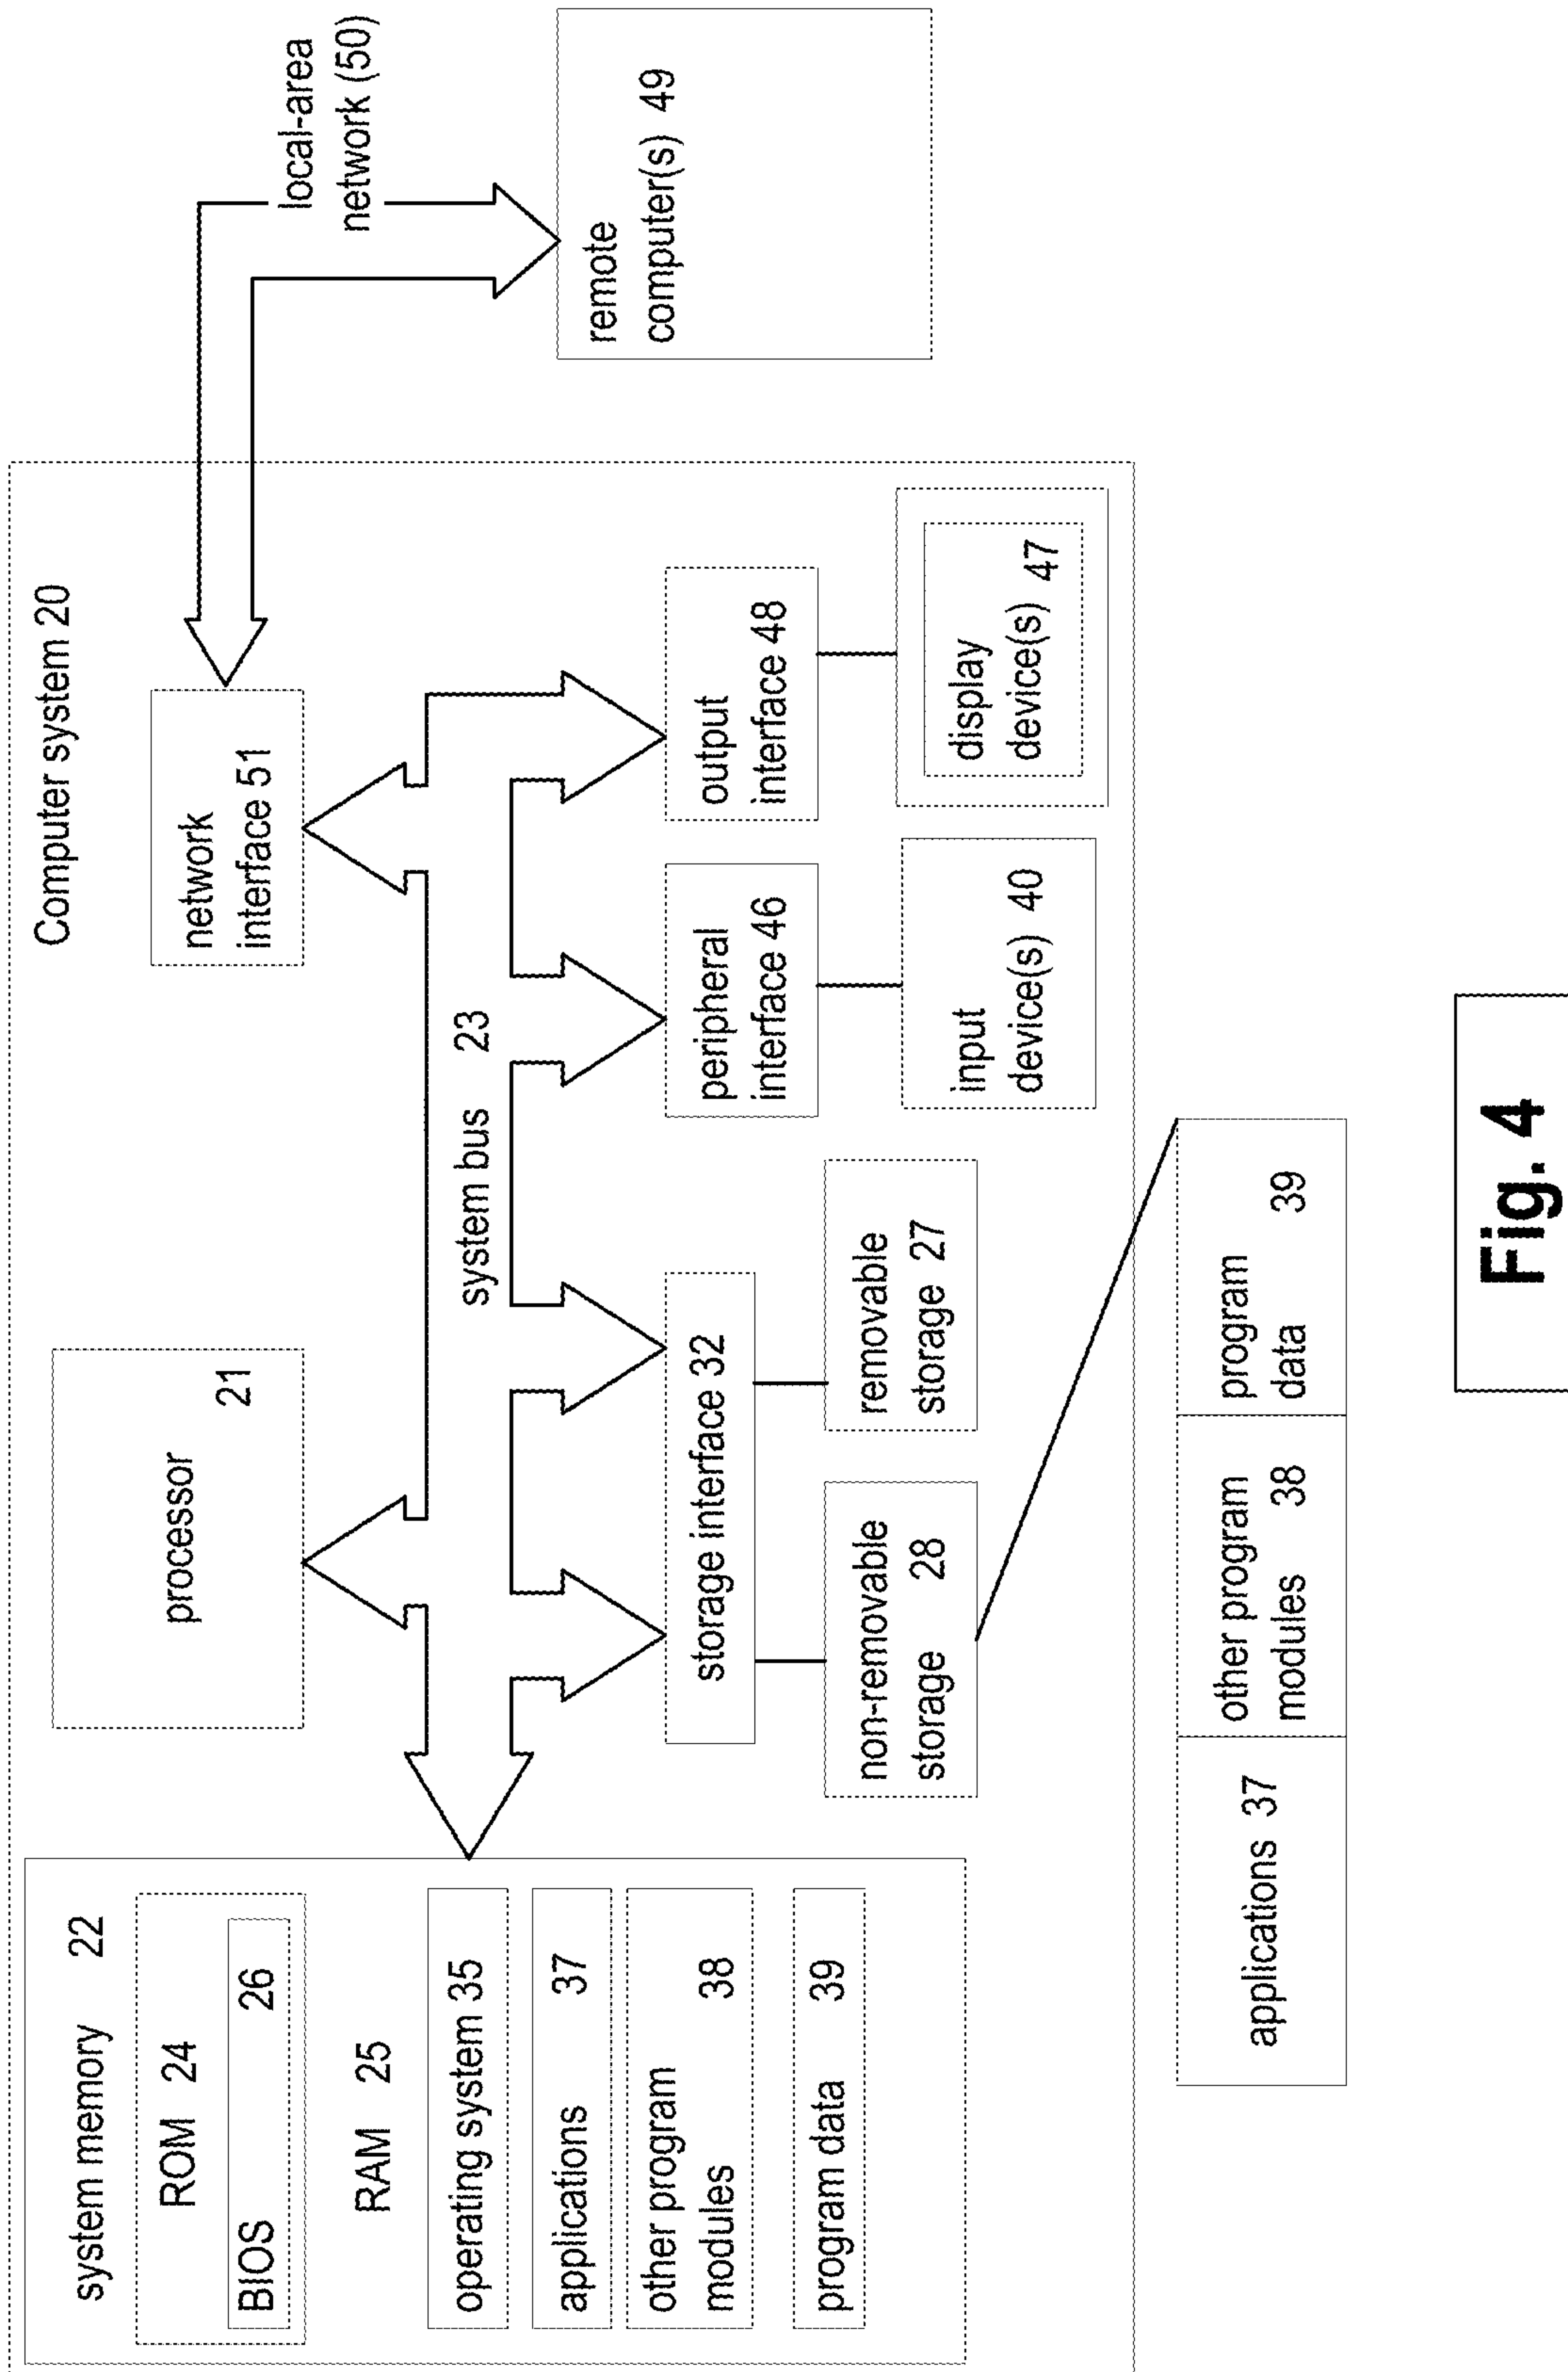 Computer system 20
system memory 22
ROM 24
BIOS 26
RAM 25
operating system 35
applications 37
other program
modules 38
program data 39
processor
21
network
interface 51
local-area
network (50)
remote
computer(s) 49
system bus 23
storage interface 32
non-removable
storage 28
removable
storage 27
peripheral
interface 46
input
device(s) 40
output
interface 48
display
device(s) 47
applications 37
other program
modules 38
program
data 39
Fig. 4